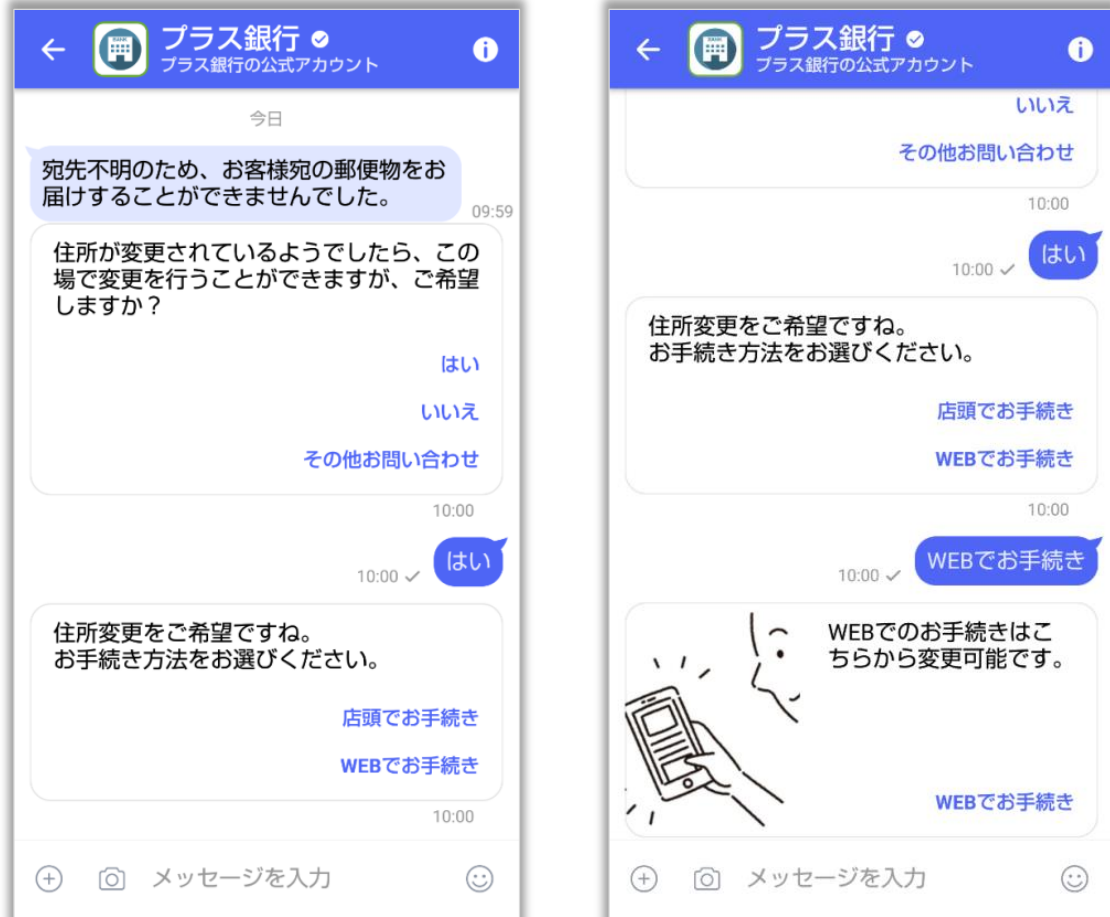 プラス銀行
プラス銀行の公式アカウント
今日
宛先不明のため、お客様宛の郵便物をお
届けすることができませんでした。
09:59
住所が変更されているようでしたら、この
場で変更を行うことができますが、ご希望
しますか？
はい
いいえ
その他お問い合わせ
10:00
はい
10:00
住所変更をご希望ですね。
お手続き方法をお選びください。
店頭でお手続き
WEBでお手続き
10:00
メッセージを入力
プラス銀行
プラス銀行の公式アカウント
いいえ
その他お問い合わせ
10:00
はい
10:00
住所変更をご希望ですね。
お手続き方法をお選びください。
店頭でお手続き
WEBでお手続き
10:00
WEBでお手続き
10:00
WEBでのお手続きはこ
ちらから変更可能です。
WEBでお手続き
メッセージを入力